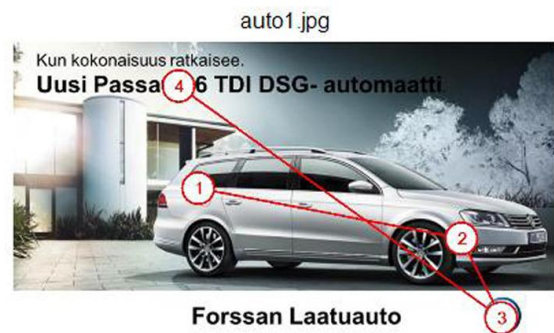 auto1.jpg
Kun kokonaisuus ratkaisee.
Uusi Passa 6 TDI DSG- automaatti
4
1
2
Forssan Laatuauto
3